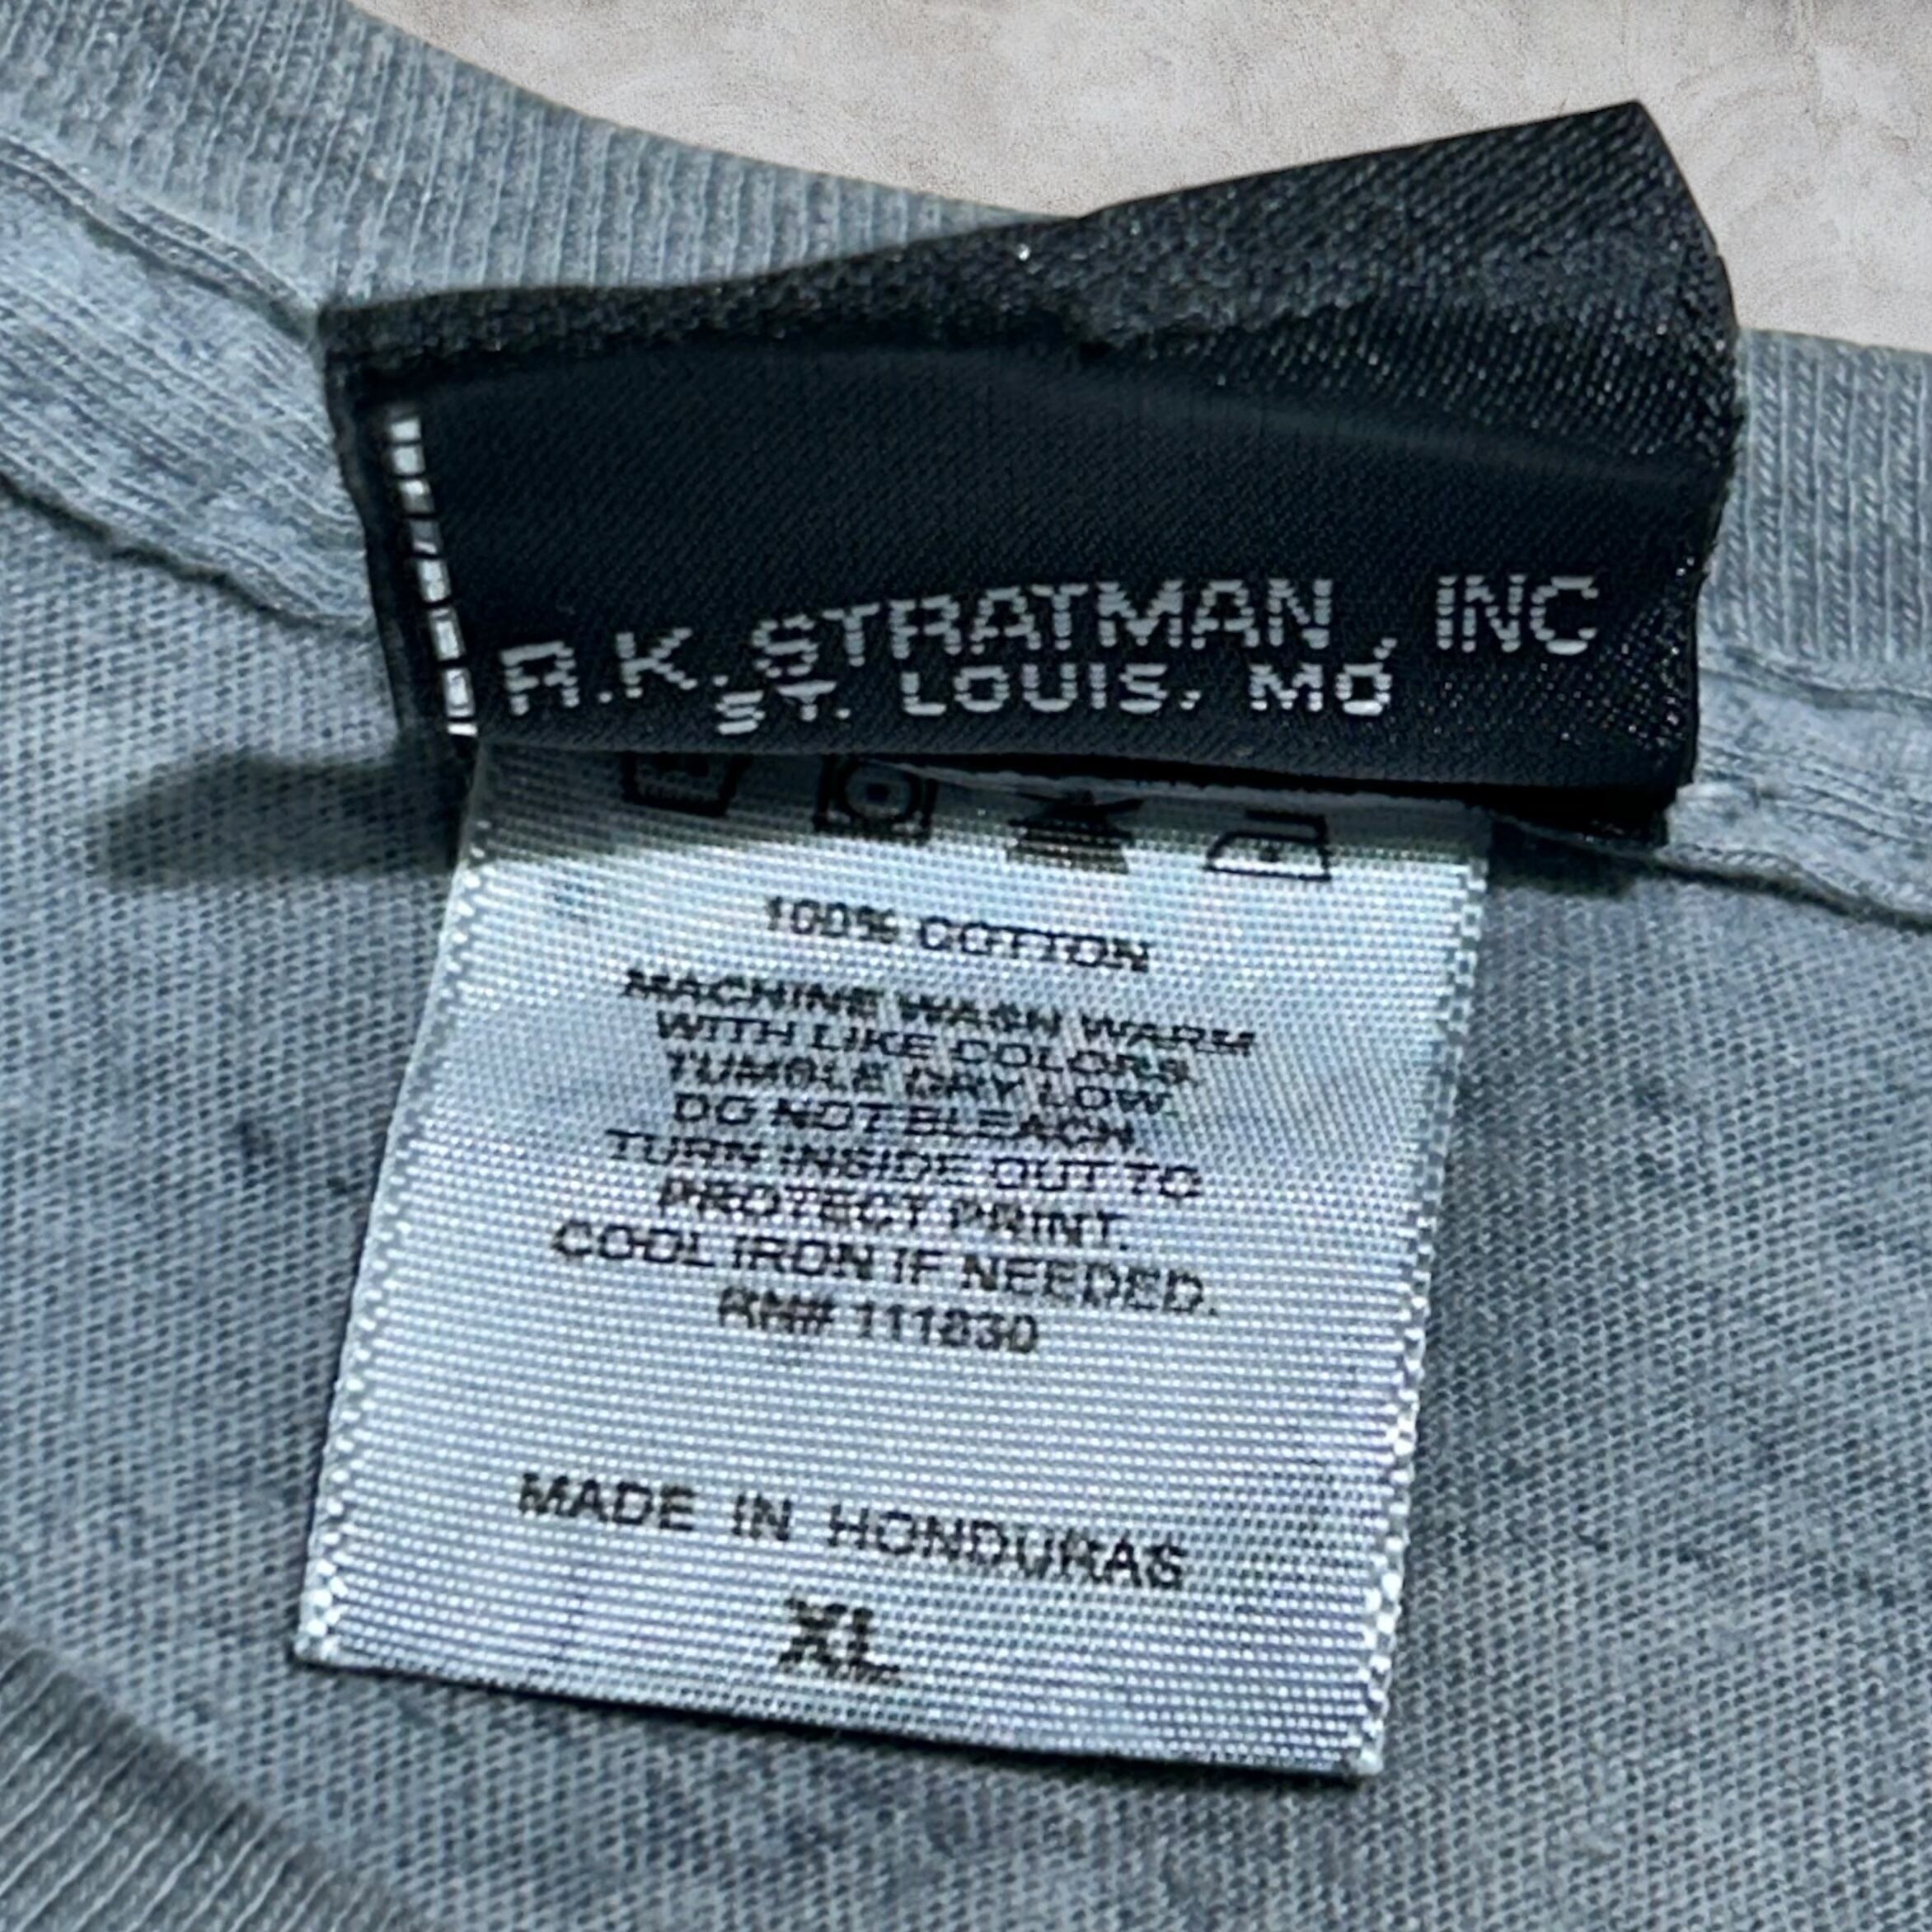 R.K. STRATMAN, INC
ST. LOUIS, MO
100% COTTON
MACHINE WASH WARM
WITH LIKE COLORS.
TUMBLE DRY LOW.
DO NOT BLEACH
TURN INSIDE OUT TO
PROTECT PRINT.
COOL IRON IF NEEDED.
RN# 111830
MADE IN HONDURAS
XL